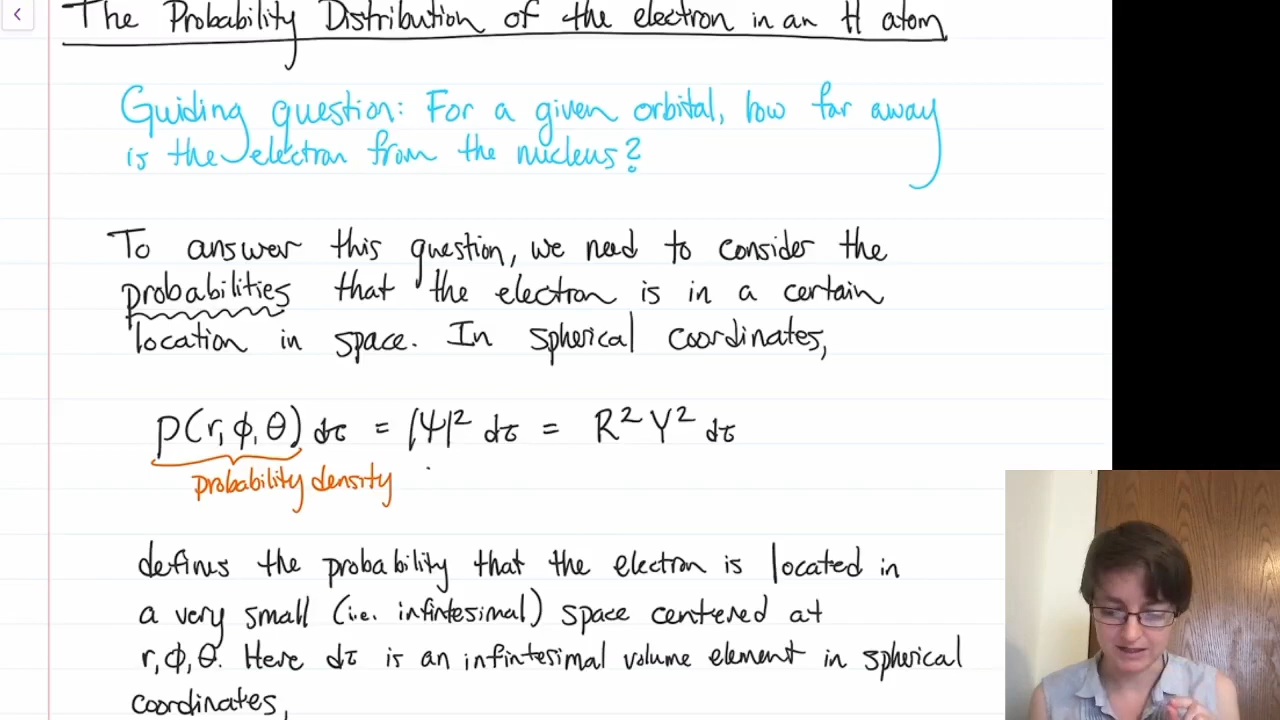 The Probability Distribution of the electron in an H atom
Guiding question: For a given orbital, how far away
is the electron from the nucleus?
To answer this question, we need to consider the
probabilities that the electron is in a certain
location in space. In spherical coordinates,
p(r, φ, θ) dτ = |Ψ|² dτ = R² Y² dτ
probability density
defines the probability that the electron is located in
a very small (i.e. infintesimal) space centered at
r, φ, θ. Here dτ is an infintesimal volume element in spherical
coordinates,